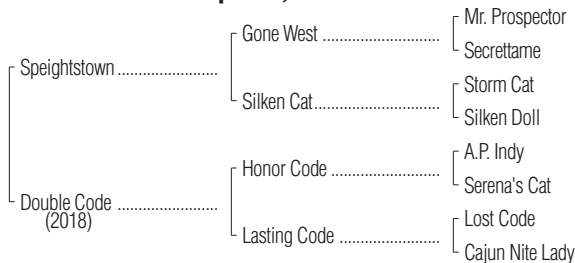 Mr. Prospector
Gone West ........................
Secrettame
Speightstown ....................
Storm Cat
Silken Cat..........................
Silken Doll
A.P. Indy
Honor Code ......................
Serena's Cat
Double Code ....................
(2018)
Lost Code
Lasting Code ....................
Cajun Nite Lady